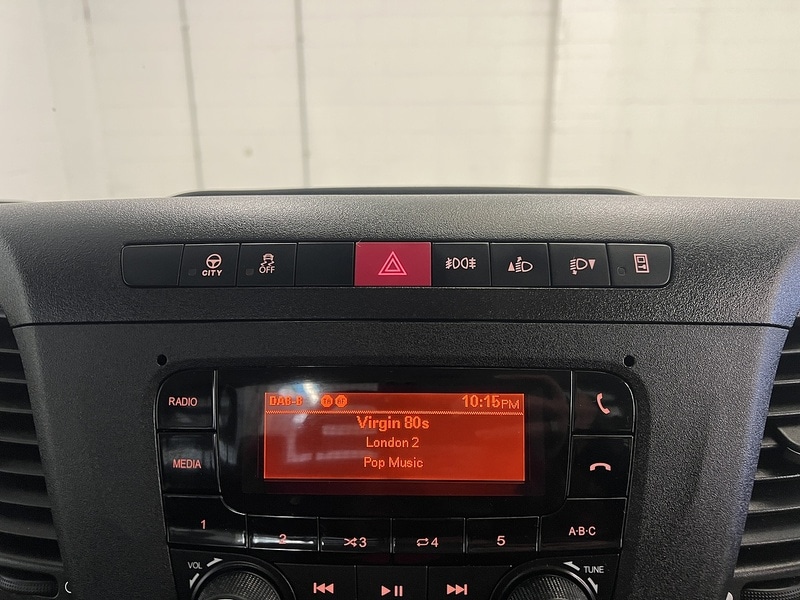 CITY
OFF
RADIO
MEDIA
DAB-B
10:15PM
Virgin 80s
London 2
Pop Music
1
2
3
4
5
A·B·C
VOL
TUNE